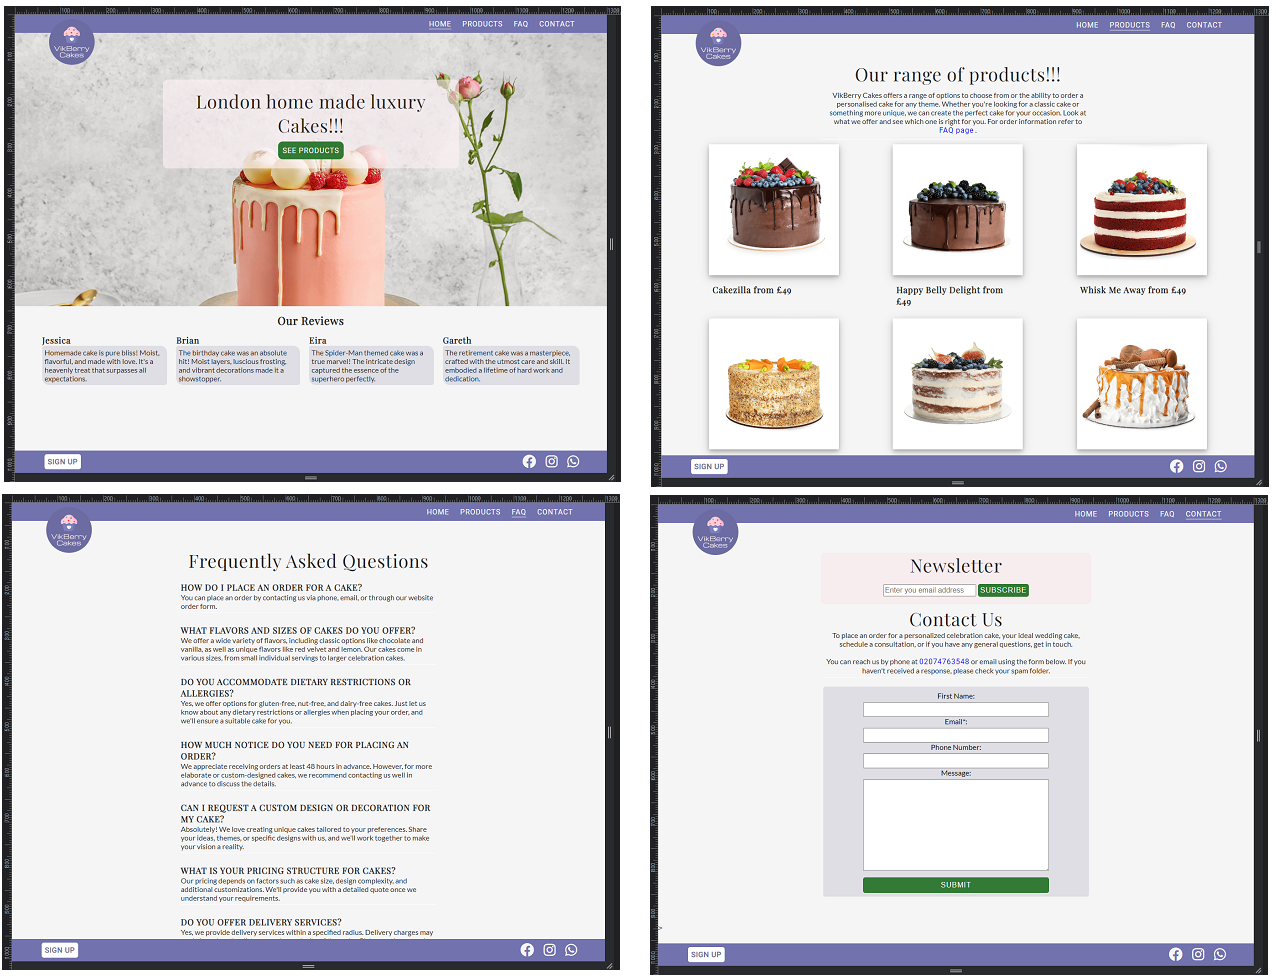 HOME PRODUCTS FAQ CONTACT
VikBerry
Cakes
London home made luxury
Cakes!!!
SEE PRODUCTS
Our Reviews
Jessica
Homemade cake is pure bliss! Moist,
flavorful, and made with love. It's a
heavenly treat that surpasses all
expectations.
Brian
The birthday cake was an absolute
hit! Moist layers, luscious frosting,
and vibrant decorations made it a
showstopper.
Eira
The Spider-Man themed cake was a
true marvel! The intricate design
captured the essence of the
superhero perfectly.
Gareth
The retirement cake was a masterpiece,
crafted with the utmost care and skill. It
embodied a lifetime of hard work and
dedication.
SIGN UP
HOME PRODUCTS FAQ CONTACT
VikBerry
Cakes
Our range of products!!!
VikBerry Cakes offers a range of options to choose from or the ability to order a
personalised cake for any theme. Whether you're looking for a classic cake or
something more unique, we can create the perfect cake for your occasion. Look at
what we offer and see which one is right for you. For order information refer to
FAQ page .
Cakezilla from £49
Happy Belly Delight from
£49
Whisk Me Away from £49
SIGN UP
HOME PRODUCTS FAQ CONTACT
VikBerry
Cakes
Frequently Asked Questions
HOW DO I PLACE AN ORDER FOR A CAKE?
You can place an order by contacting us via phone, email, or through our website
order form.
WHAT FLAVORS AND SIZES OF CAKES DO YOU OFFER?
We offer a wide variety of flavors, including classic options like chocolate and
vanilla, as well as unique flavors like red velvet and lemon. Our cakes come in
various sizes, from small individual servings to larger celebration cakes.
DO YOU ACCOMMODATE DIETARY RESTRICTIONS OR
ALLERGIES?
Yes, we offer options for gluten-free, nut-free, and dairy-free cakes. Just let us
know about any dietary restrictions or allergies when placing your order, and
we'll ensure a suitable cake for you.
HOW MUCH NOTICE DO YOU NEED FOR PLACING AN
ORDER?
We appreciate receiving orders at least 48 hours in advance. However, for more
elaborate or custom-designed cakes, we recommend contacting us well in
advance to discuss the details.
CAN I REQUEST A CUSTOM DESIGN OR DECORATION FOR
MY CAKE?
Absolutely! We love creating unique cakes tailored to your preferences. Share
your ideas, themes, or specific designs with us, and we'll work together to make
your vision a reality.
WHAT IS YOUR PRICING STRUCTURE FOR CAKES?
Our pricing depends on factors such as cake size, design complexity, and
additional customizations. We'll provide you with a detailed quote once we
understand your requirements.
DO YOU OFFER DELIVERY SERVICES?
Yes, we provide delivery services within a specified radius. Delivery charges may
SIGN UP
HOME PRODUCTS FAQ CONTACT
VikBerry
Cakes
Newsletter
Enter you email address SUBSCRIBE
Contact Us
To place an order for a personalized celebration cake, your ideal wedding cake,
schedule a consultation, or if you have any general questions, get in touch.
You can reach us by phone at 02074763548 or email using the form below. If you
haven't received a response, please check your spam folder.
First Name:
Email*:
Phone Number:
Message:
SUBMIT
SIGN UP